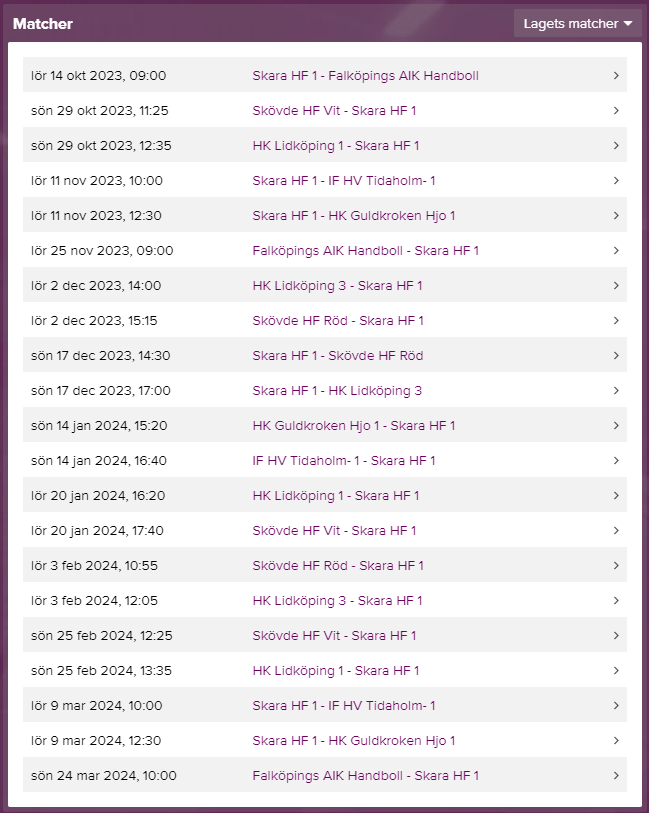 Matcher
Lagets matcher
lör 14 okt 2023, 09:00 Skara HF 1 - Falköpings AIK Handboll
sön 29 okt 2023, 11:25 Skövde HF Vit - Skara HF 1
sön 29 okt 2023, 12:35 HK Lidköping 1 - Skara HF 1
lör 11 nov 2023, 10:00 Skara HF 1 - IF HV Tidaholm- 1
lör 11 nov 2023, 12:30 Skara HF 1 - HK Guldkroken Hjo 1
lör 25 nov 2023, 09:00 Falköpings AIK Handboll - Skara HF 1
lör 2 dec 2023, 14:00 HK Lidköping 3 - Skara HF 1
lör 2 dec 2023, 15:15 Skövde HF Röd - Skara HF 1
sön 17 dec 2023, 14:30 Skara HF 1 - Skövde HF Röd
sön 17 dec 2023, 17:00 Skara HF 1 - HK Lidköping 3
sön 14 jan 2024, 15:20 HK Guldkroken Hjo 1 - Skara HF 1
sön 14 jan 2024, 16:40 IF HV Tidaholm- 1 - Skara HF 1
lör 20 jan 2024, 16:20 HK Lidköping 1 - Skara HF 1
lör 20 jan 2024, 17:40 Skövde HF Vit - Skara HF 1
lör 3 feb 2024, 10:55 Skövde HF Röd - Skara HF 1
lör 3 feb 2024, 12:05 HK Lidköping 3 - Skara HF 1
sön 25 feb 2024, 12:25 Skövde HF Vit - Skara HF 1
sön 25 feb 2024, 13:35 HK Lidköping 1 - Skara HF 1
lör 9 mar 2024, 10:00 Skara HF 1 - IF HV Tidaholm- 1
lör 9 mar 2024, 12:30 Skara HF 1 - HK Guldkroken Hjo 1
sön 24 mar 2024, 10:00 Falköpings AIK Handboll - Skara HF 1